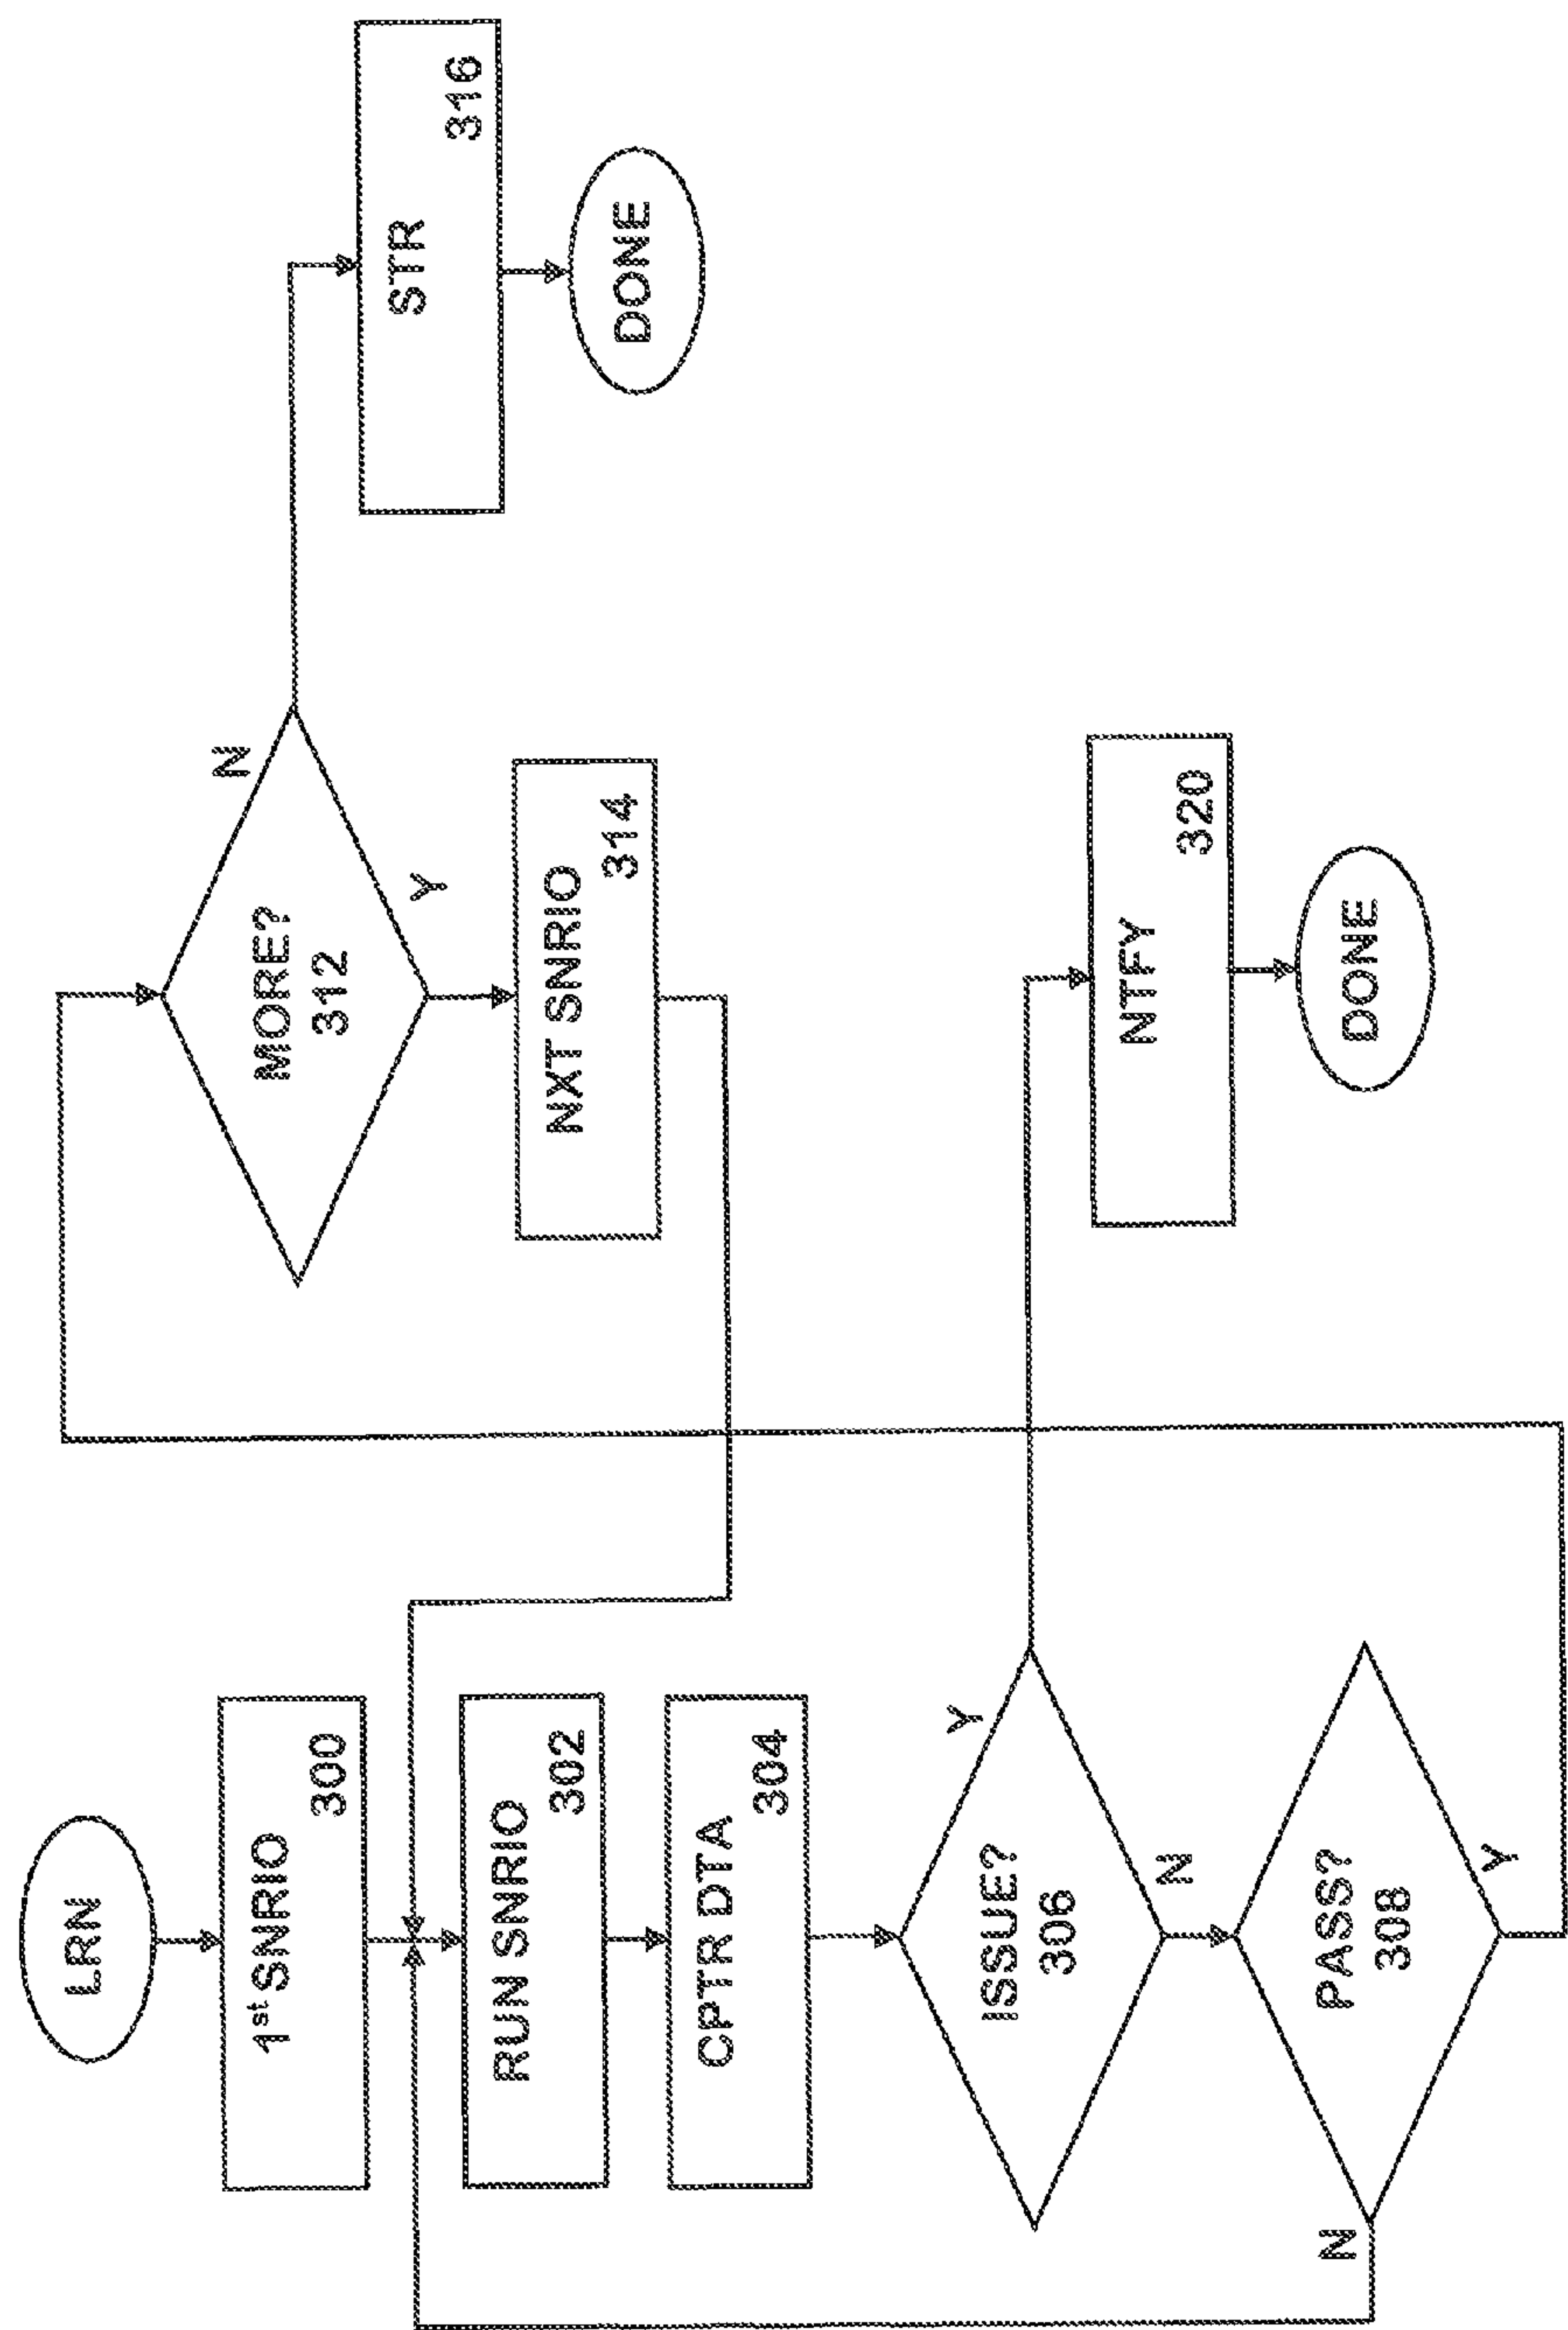 LRN
1st SNRIO
300
RUN SNRIO
302
CPTR DTA
304
ISSUE?
306
Y
N
PASS?
308
N
Y
MORE?
312
N
Y
NXT SNRIO
314
STR
316
DONE
NTFY
320
DONE